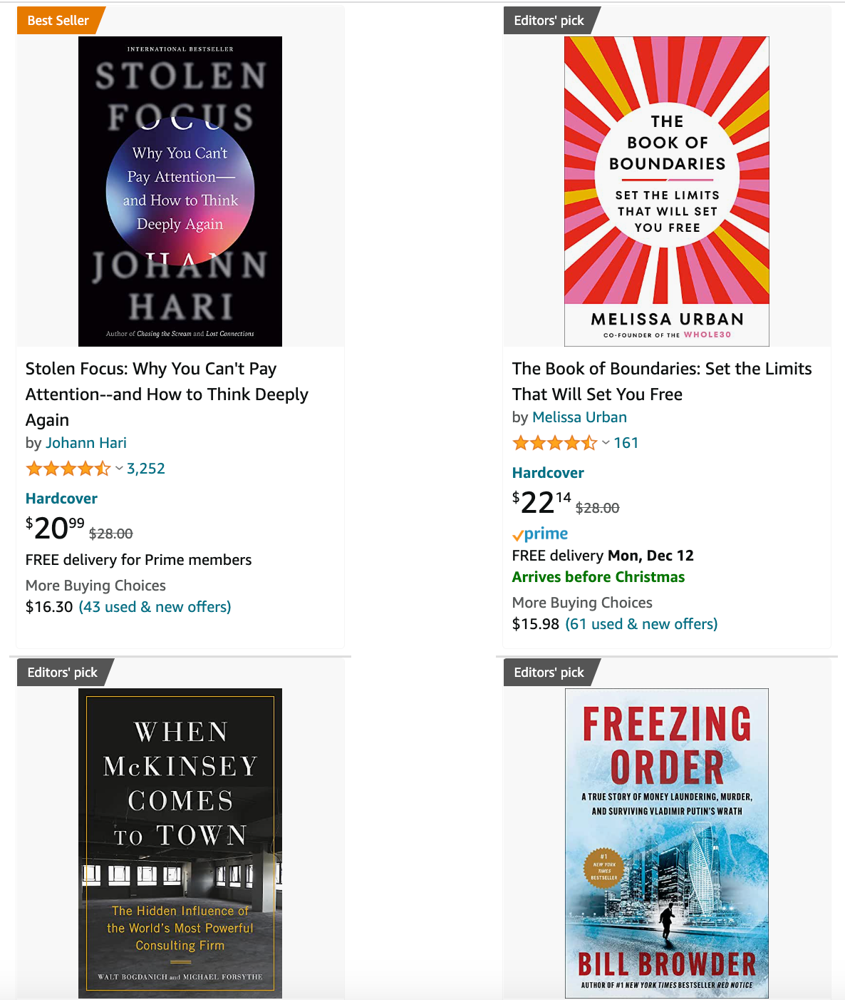 Best Seller
INTERNATIONAL BESTSELLER
STOLEN
FOCUS
Why You Can't
Pay Attention—
and How to Think
Deeply Again
JOHANN
HARI
Author of Chasing the Scream and Lost Connections
Stolen Focus: Why You Can't Pay
Attention--and How to Think Deeply
Again
by Johann Hari
3,252
Hardcover
$2099 $28.00
FREE delivery for Prime members
More Buying Choices
$16.30 (43 used & new offers)
Editors' pick
THE
BOOK OF
BOUNDARIES
SET THE LIMITS
THAT WILL SET
YOU FREE
MELISSA URBAN
CO-FOUNDER OF THE WHOLE30
The Book of Boundaries: Set the Limits
That Will Set You Free
by Melissa Urban
161
Hardcover
$2214 $28.00
prime
FREE delivery Mon, Dec 12
Arrives before Christmas
More Buying Choices
$15.98 (61 used & new offers)
Editors' pick
WHEN
McKINSEY
COMES
TO TOWN
The Hidden Influence of
the World's Most Powerful
Consulting Firm
WALT BOGDANICH and MICHAEL FORSYTHE
Editors' pick
FREEZING
ORDER
A TRUE STORY OF MONEY LAUNDERING, MURDER,
AND SURVIVING VLADIMIR PUTIN'S WRATH
#1
NEW YORK
TIMES
BESTSELLER
BILL BROWDER
AUTHOR OF #1 NEW YORK TIMES BESTSELLER RED NOTICE